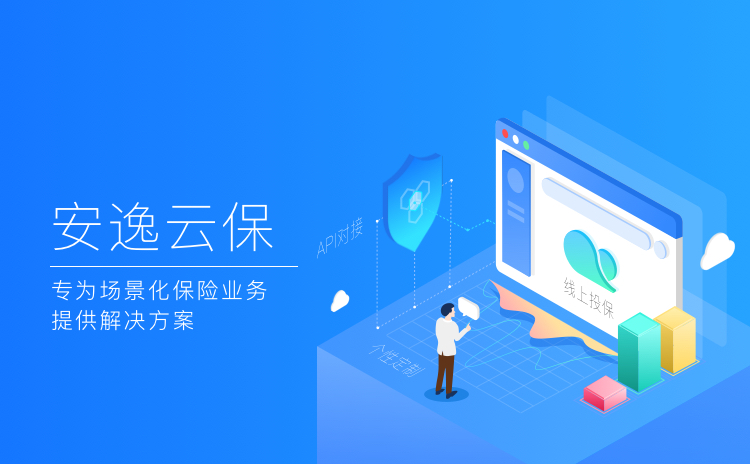 安逸云保
专为场景化保险业务
提供解决方案
API对接
线上投保
个性定制